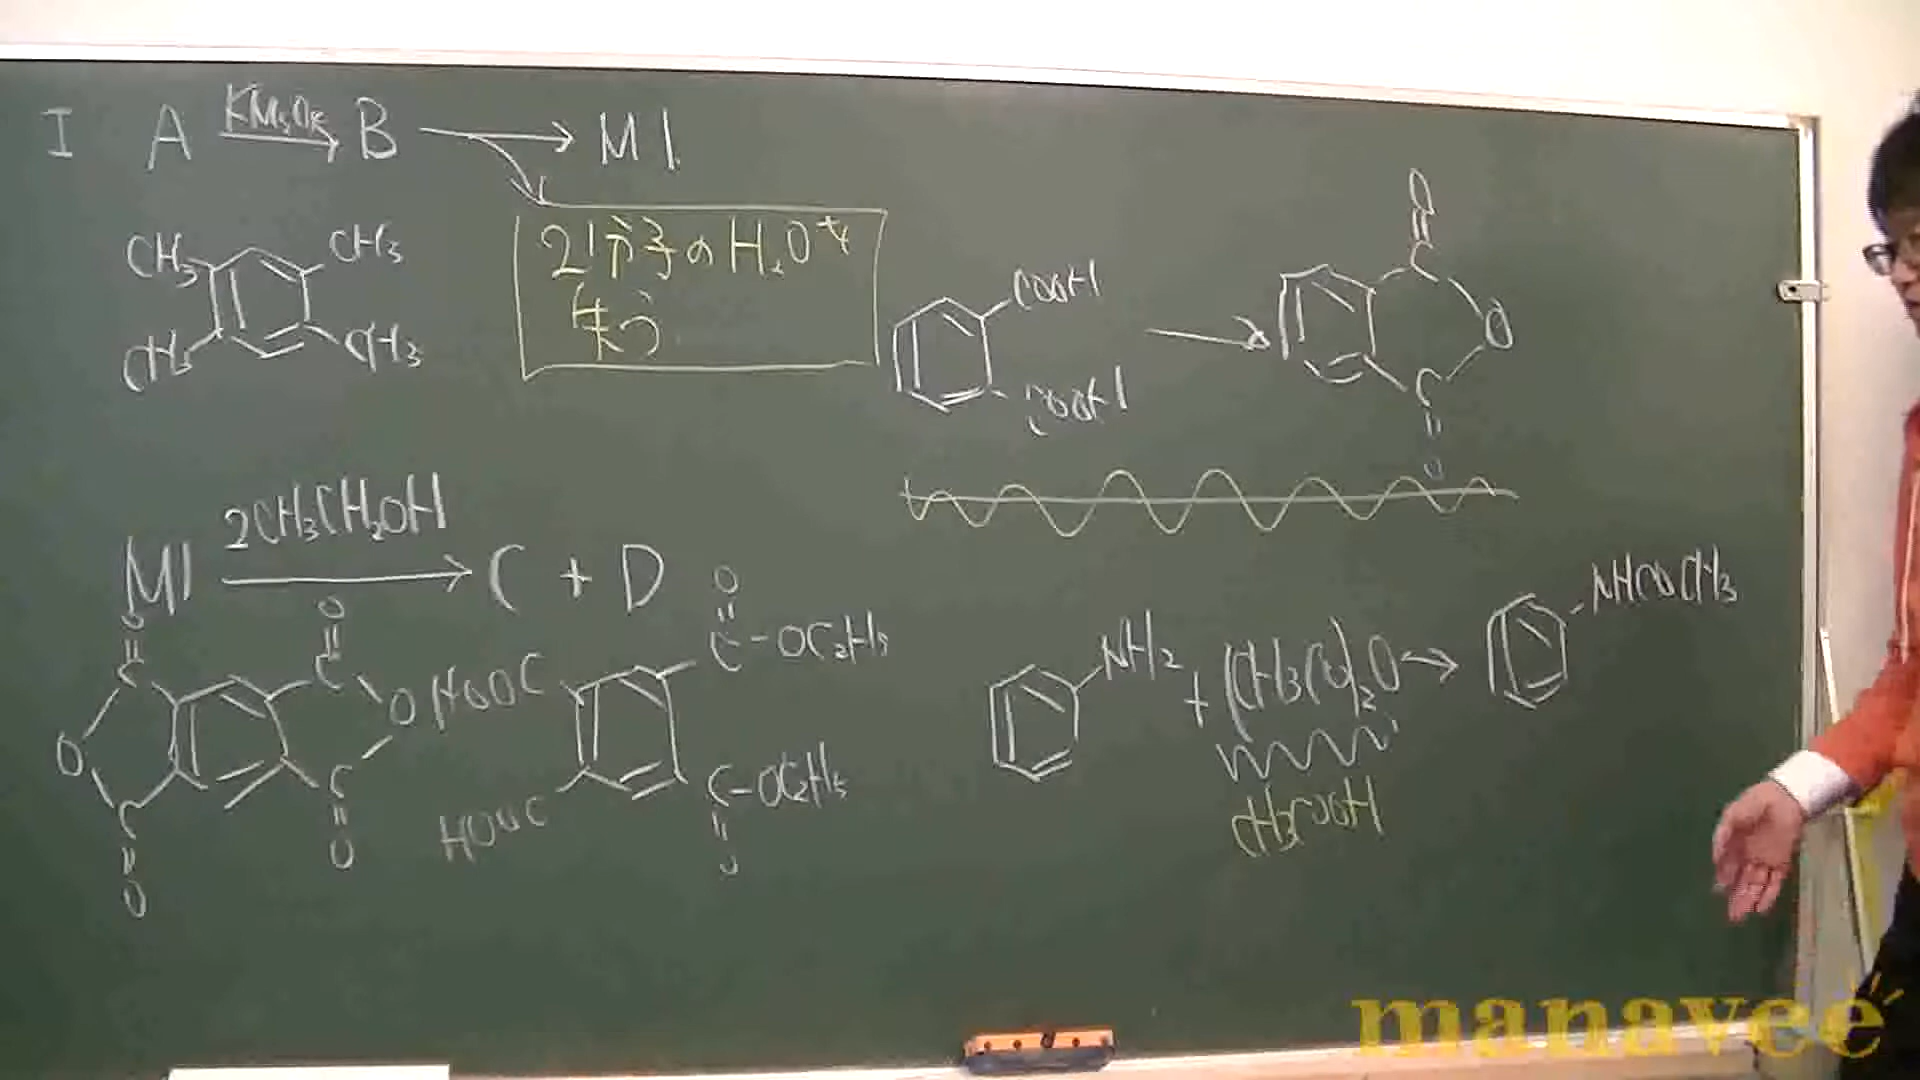 I A KMnO4 B M1
CH3 CH3
CH3 CH3
2分子のH2Oを
失う
COOH
COOH
O
C
O
C
O
M1 2CH3CH2OH C + D
O
C
O
C
O
C
O
C
O
O
HOOC
HOOC
O
C-OC2H5
C-OC2H5
O
NH2 + (CH3CO)2O NHCOCH3
CH3COOH
manavee